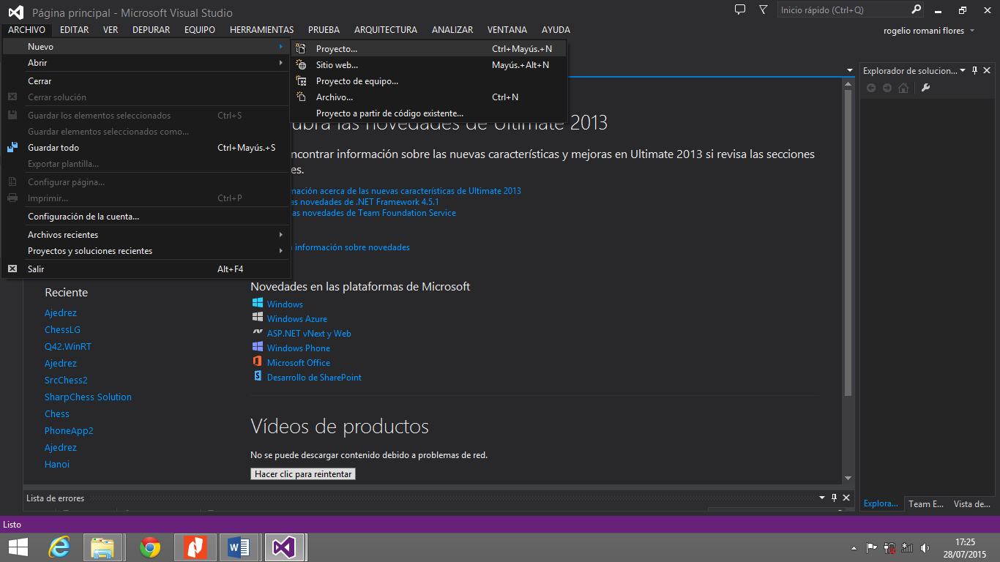 Página principal - Microsoft Visual Studio
Inicio rápido (Ctrl+Q)
ARCHIVO EDITAR VER DEPURAR EQUIPO HERRAMIENTAS PRUEBA ARQUITECTURA ANALIZAR VENTANA AYUDA
rogelio romani flores
Nuevo
Abrir
Cerrar
Cerrar solución
Guardar los elementos seleccionados Ctrl+S
Guardar elementos seleccionados como...
Guardar todo Ctrl+Mayús.+S
Exportar plantilla...
Configurar página...
Imprimir... Ctrl+P
Configuración de la cuenta...
Archivos recientes
Proyectos y soluciones recientes
Salir Alt+F4
Proyecto... Ctrl+Mayús.+N
Sitio web... Mayús.+Alt+N
Proyecto de equipo...
Archivo... Ctrl+N
Proyecto a partir de código existente...
ubra las novedades de Ultimate 2013
ncontrar información sobre las nuevas características y mejoras en Ultimate 2013 si revisa las secciones
es.
mación acerca de las nuevas características de Ultimate 2013
as novedades de .NET Framework 4.5.1
as novedades de Team Foundation Service
información sobre novedades
Reciente
Ajedrez
ChessLG
Q42.WinRT
Ajedrez
SrcChess2
SharpChess Solution
Chess
PhoneApp2
Ajedrez
Hanoi
Novedades en las plataformas de Microsoft
Windows
Windows Azure
ASP.NET vNext y Web
Windows Phone
Microsoft Office
Desarrollo de SharePoint
Vídeos de productos
No se puede descargar contenido debido a problemas de red.
Hacer clic para reintentar
Explorador de solucion...
Explora... Team E... Vista de...
Lista de errores
Listo
17:25
28/07/2015